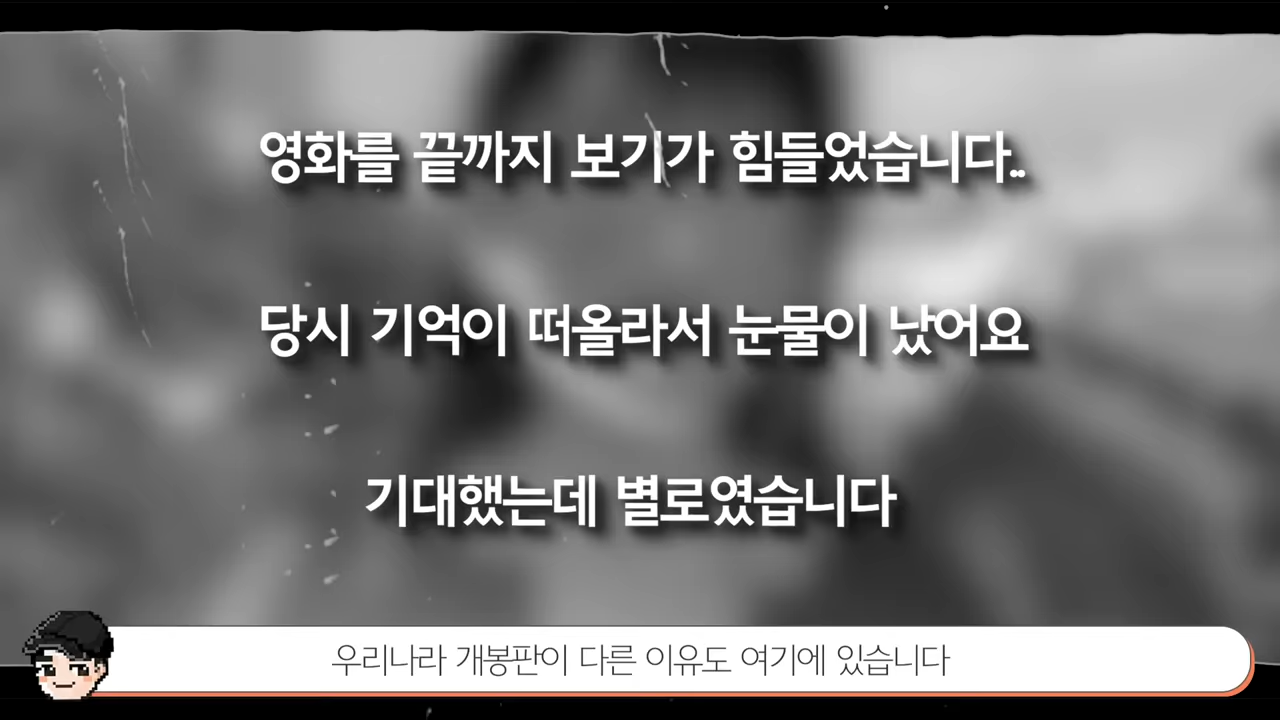 영화를 끝까지 보기가 힘들었습니다..
당시 기억이 떠올라서 눈물이 났어요
기대했는데 별로였습니다
우리나라 개봉판이 다른 이유도 여기에 있습니다